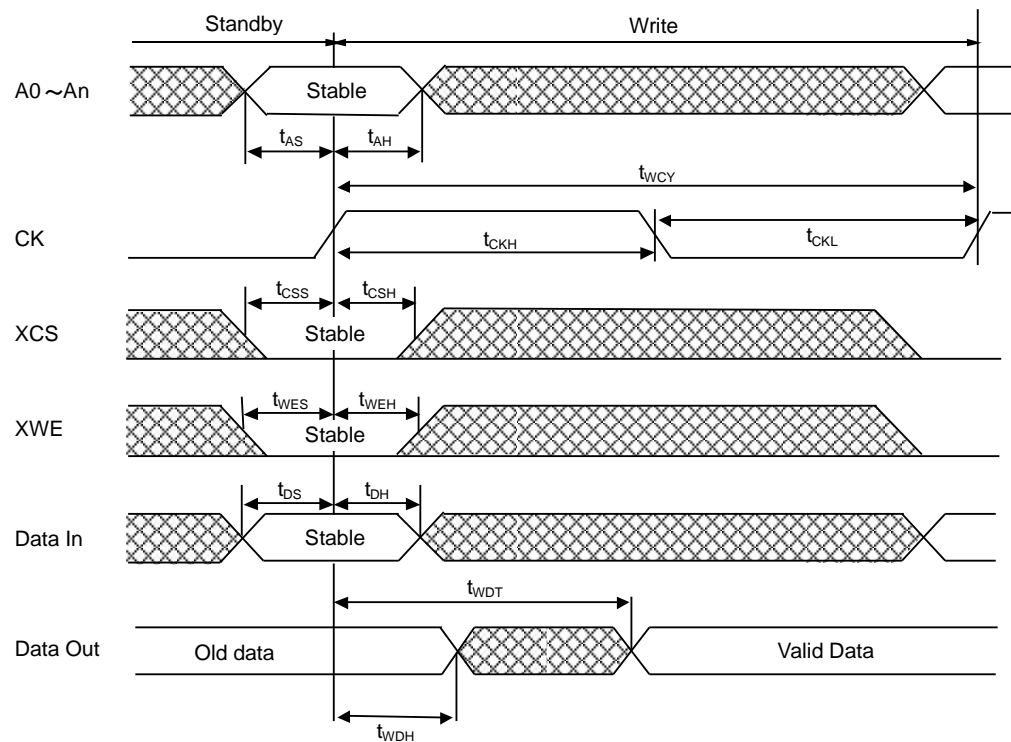 Standby Write
A0～An Stable
tAS tAH
tWCY
CK
tCKH tCKL
tCSS tCSH
XCS Stable
tWES tWEH
XWE Stable
tDS tDH
Data In Stable
tWDT
Data Out Old data Valid Data
tWDH